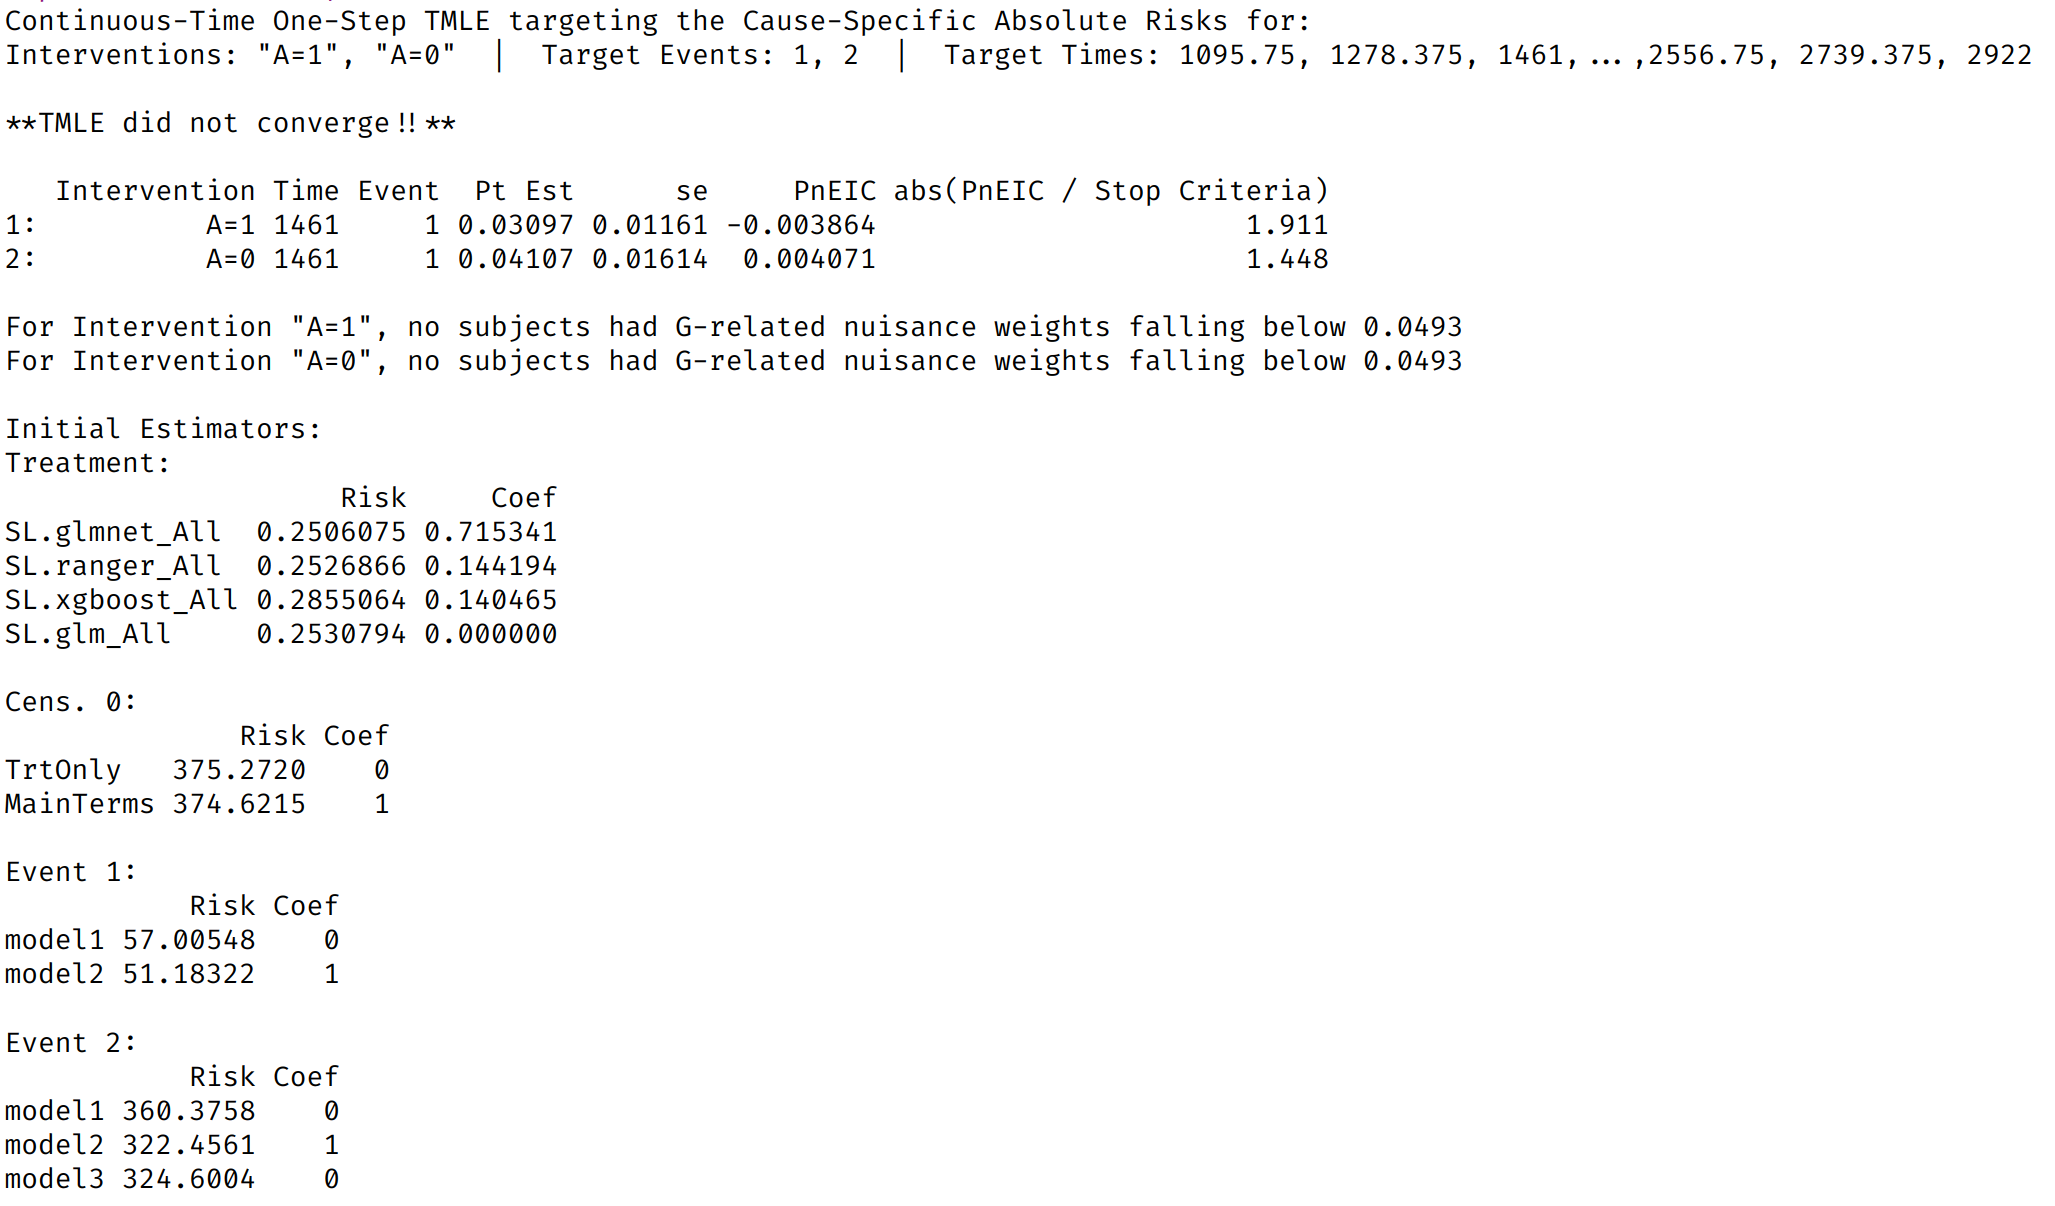 Continuous-Time One-Step TMLE targeting the Cause-Specific Absolute Risks for:
Interventions: "A=1", "A=0"  |  Target Events: 1, 2  |  Target Times: 1095.75, 1278.375, 1461,...,2556.75, 2739.375, 2922
**TMLE did not converge!!**
   Intervention Time Event  Pt Est      se     PnEIC abs(PnEIC / Stop Criteria)
1:          A=1 1461     1 0.03097 0.01161 -0.003864                      1.911
2:          A=0 1461     1 0.04107 0.01614  0.004071                      1.448
For Intervention "A=1", no subjects had G-related nuisance weights falling below 0.0493
For Intervention "A=0", no subjects had G-related nuisance weights falling below 0.0493
Initial Estimators:
Treatment:
                    Risk     Coef
SL.glmnet_All  0.2506075 0.715341
SL.ranger_All  0.2526866 0.144194
SL.xgboost_All 0.2855064 0.140465
SL.glm_All     0.2530794 0.000000
Cens. 0:
              Risk Coef
TrtOnly   375.2720    0
MainTerms 374.6215    1
Event 1:
           Risk Coef
model1 57.00548    0
model2 51.18322    1
Event 2:
           Risk Coef
model1 360.3758    0
model2 322.4561    1
model3 324.6004    0